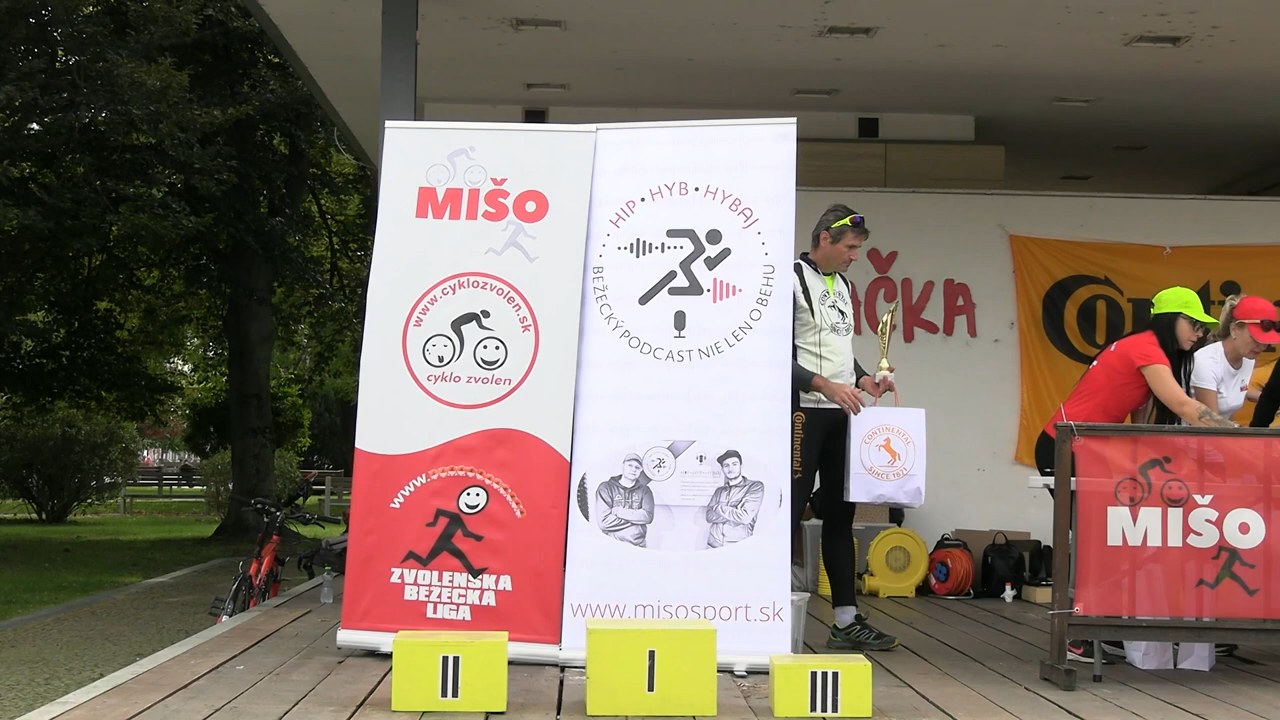 MIŠO
www.cyklozvolen.sk
cyklo zvolen
www.
ZVOLENSKÁ
BEŽECKÁ
LIGA
HIP • HYB • HYBAJ
BEŽECKÝ PODCAST NIE LEN O BEHU
www.misosport.sk
II
I
III
AČKA
Continental
CONTINENTAL
SINCE 1871
MIŠO